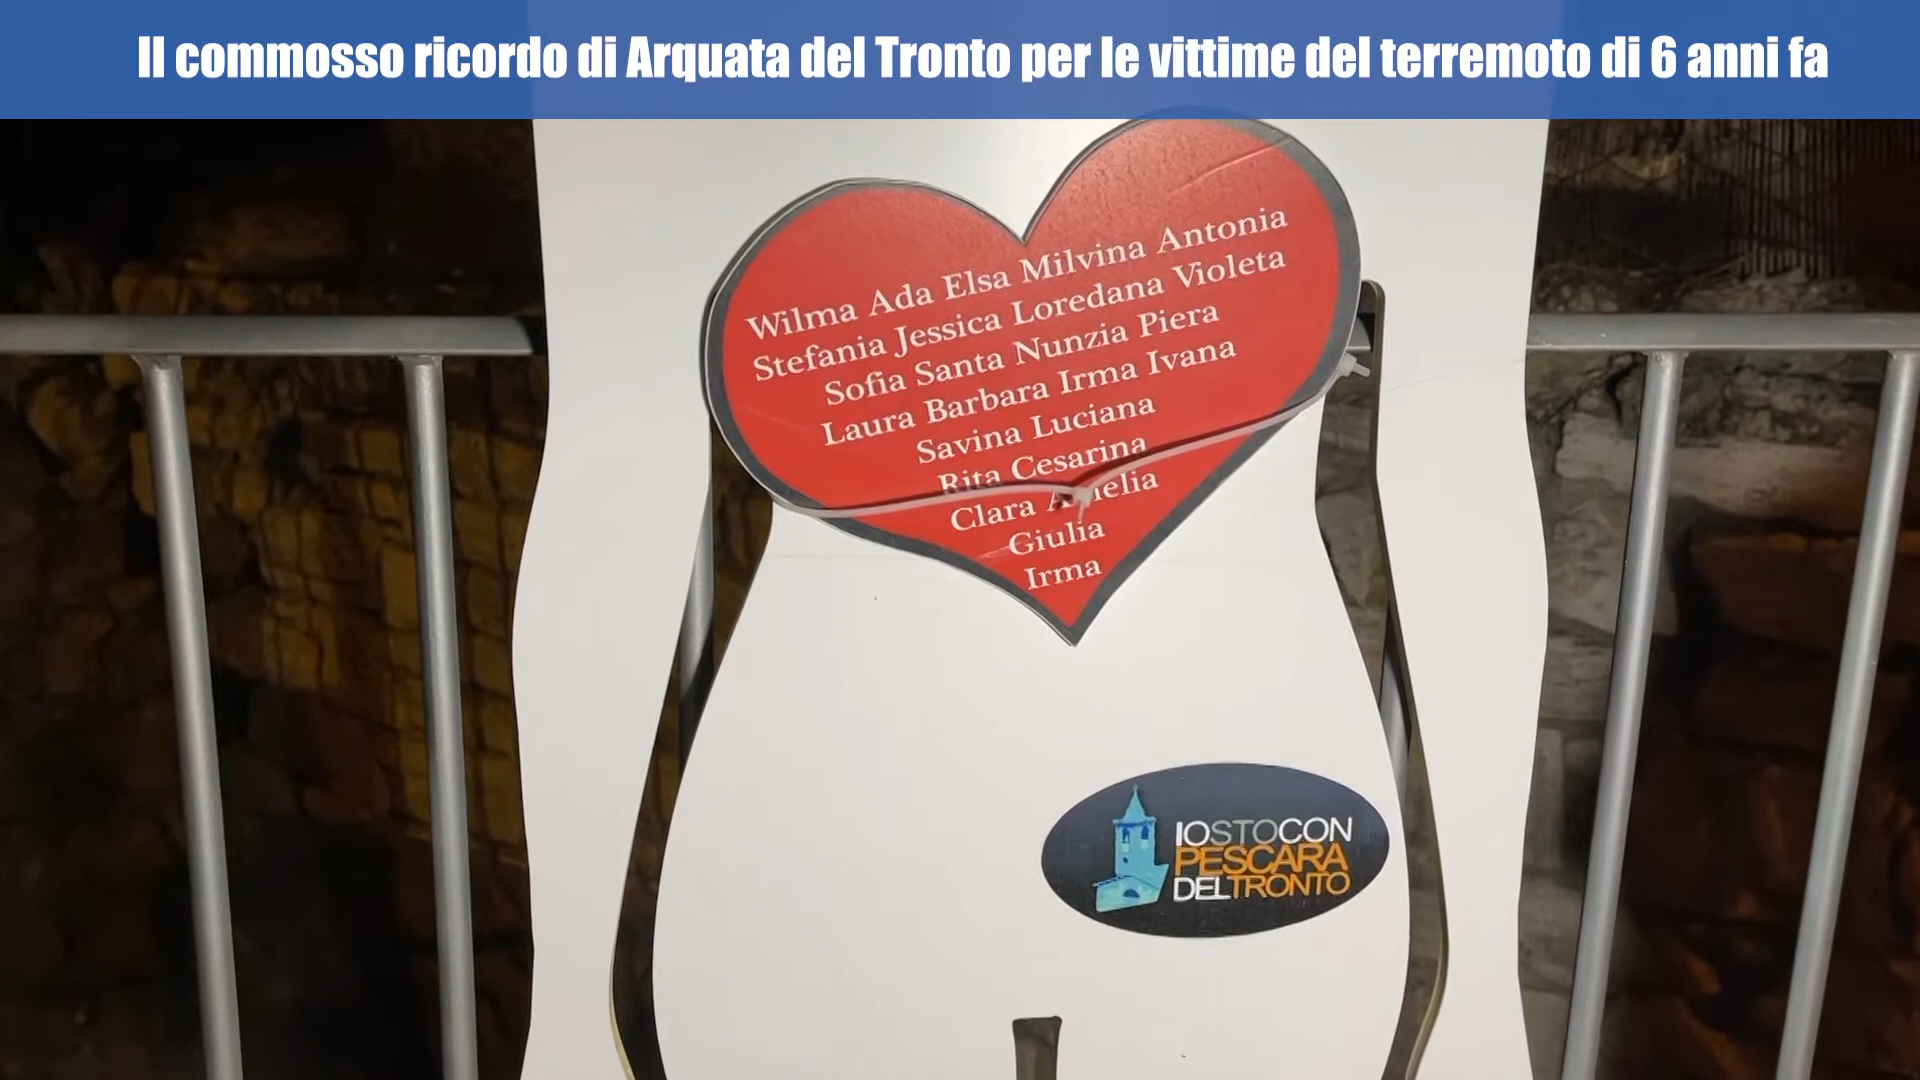 Il commosso ricordo di Arquata del Tronto per le vittime del terremoto di 6 anni fa
Wilma Ada Elsa Milvina Antonia
Stefania Jessica Loredana Violeta
Sofia Santa Nunzia Piera
Laura Barbara Irma Ivana
Savina Luciana
Rita Cesarina
Clara Amelia
Giulia
Irma
IOSTOCON
PESCARA
DELTRONTO